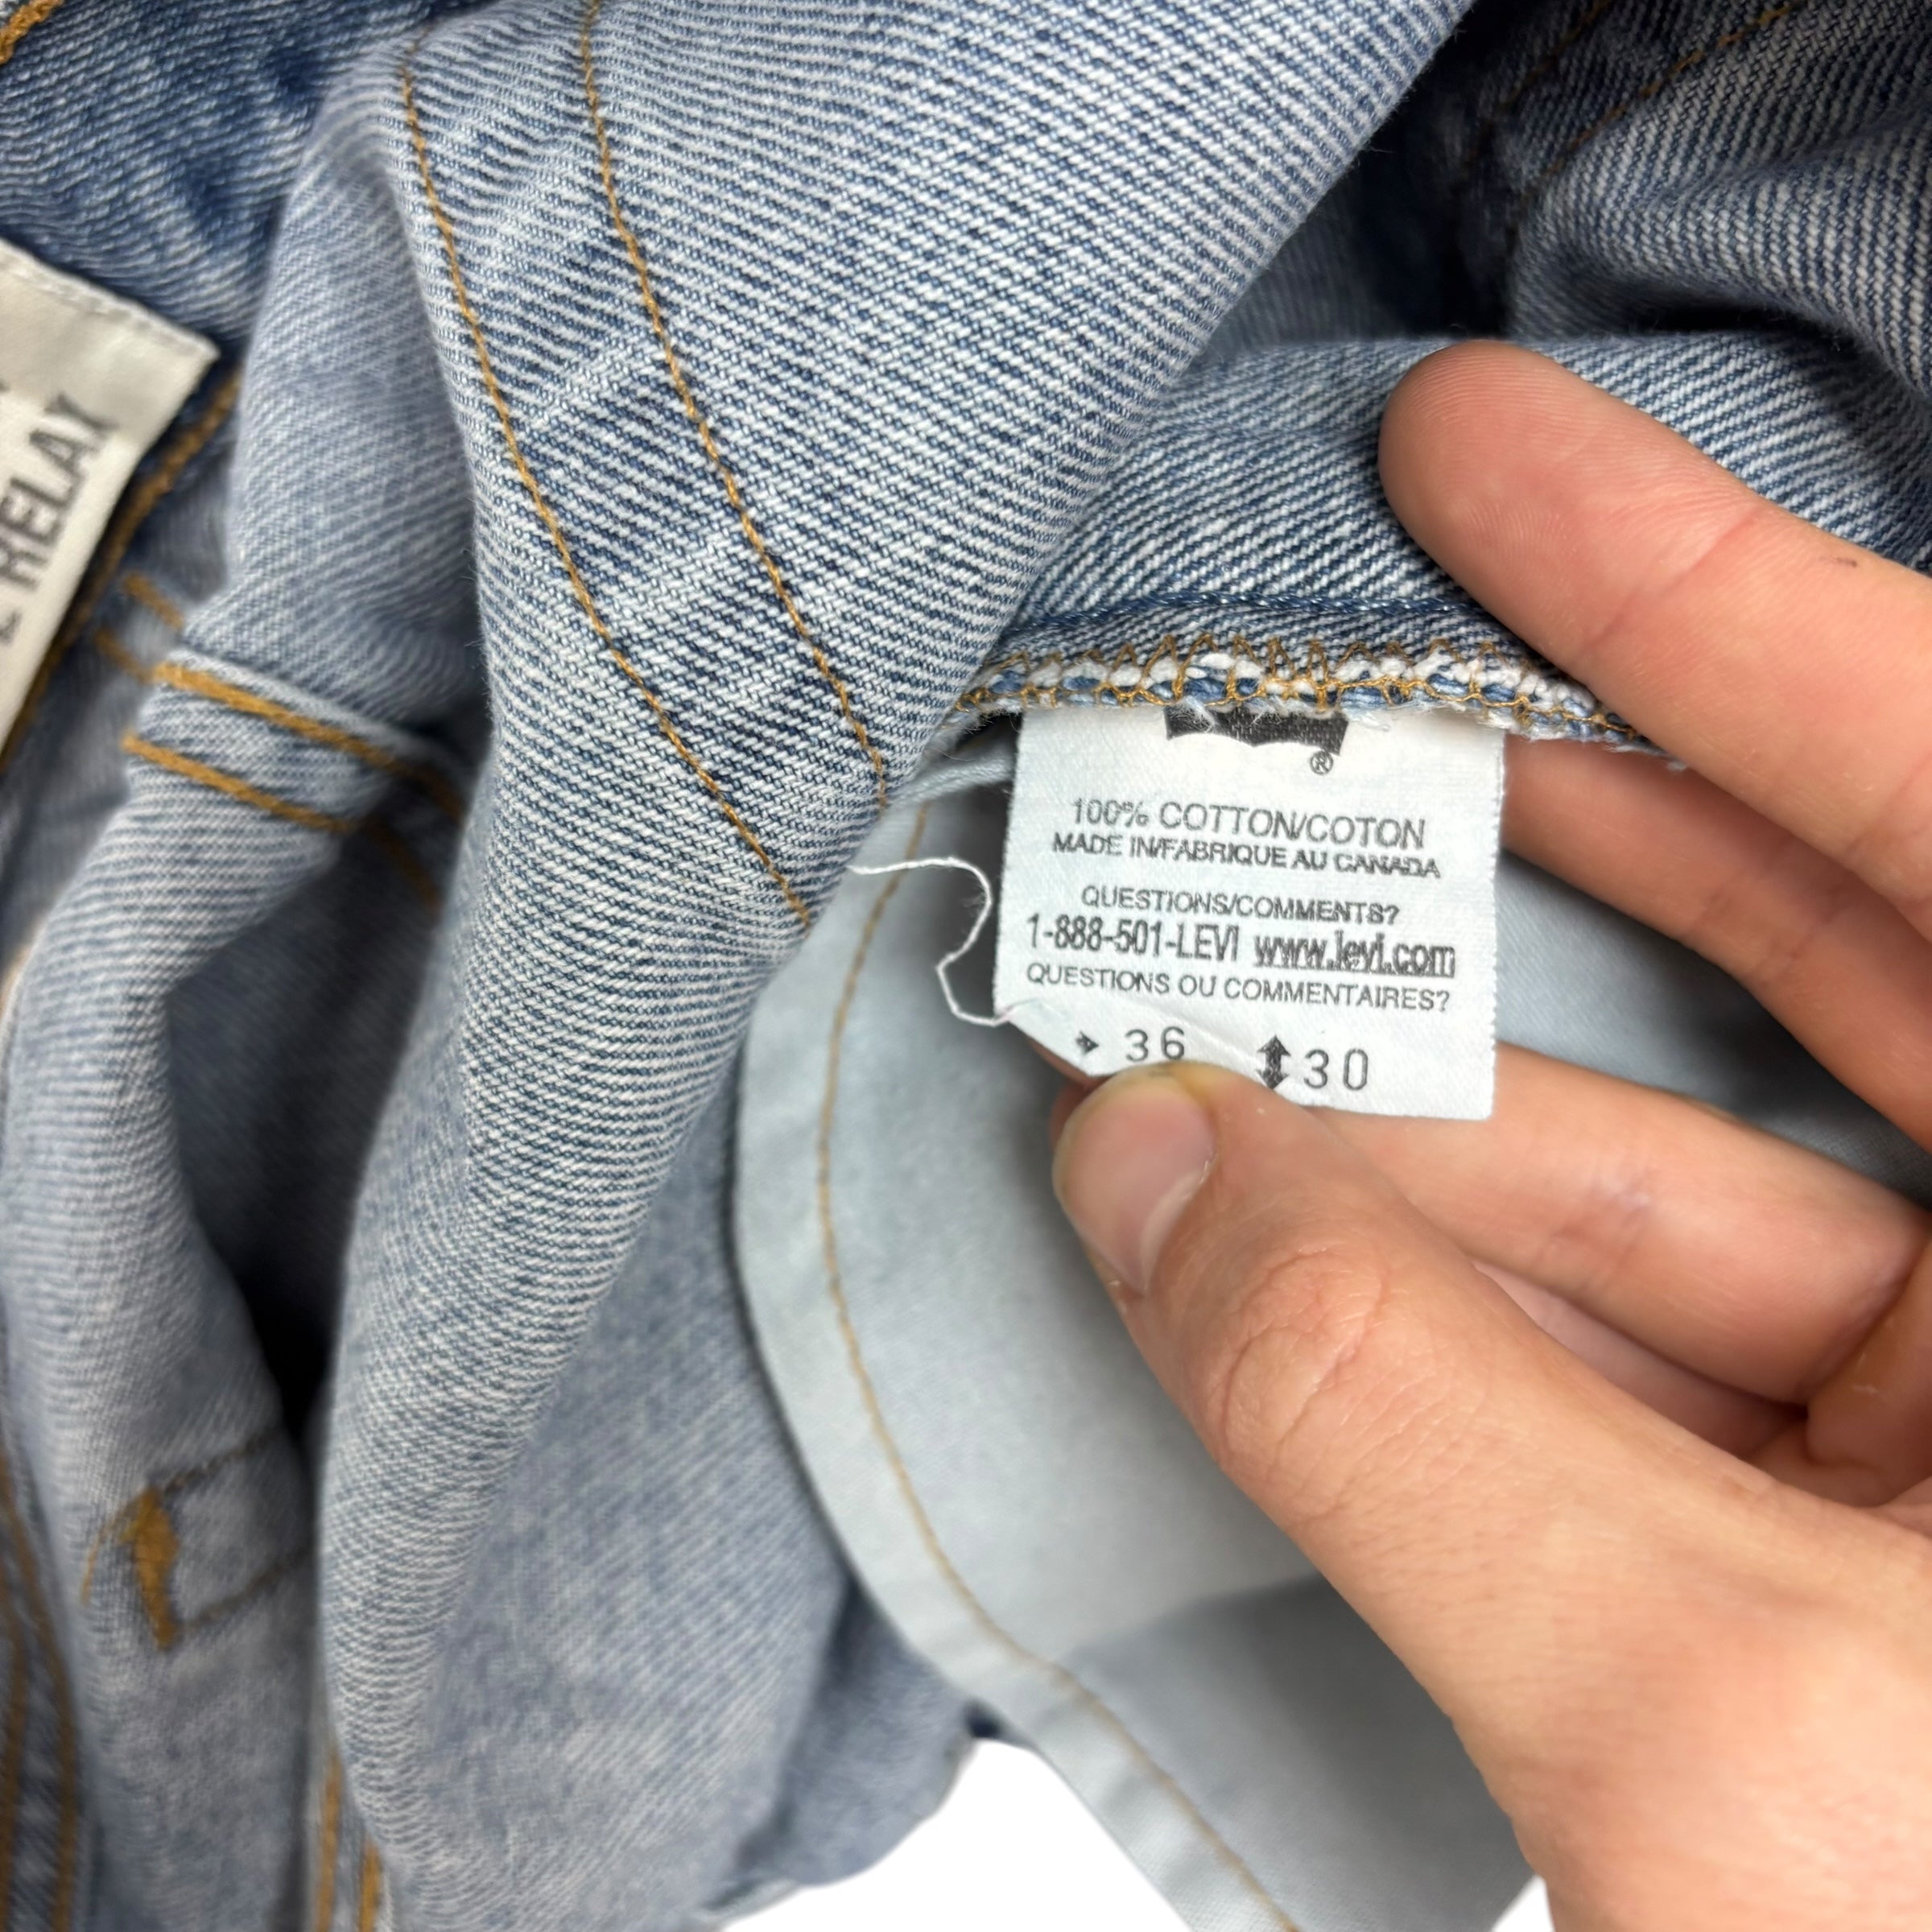 RELAX
®
100% COTTON/COTON
MADE IN/FABRIQUE AU CANADA
QUESTIONS/COMMENTS?
1-888-501-LEVI www.levi.com
QUESTIONS OU COMMENTAIRES?
36 30